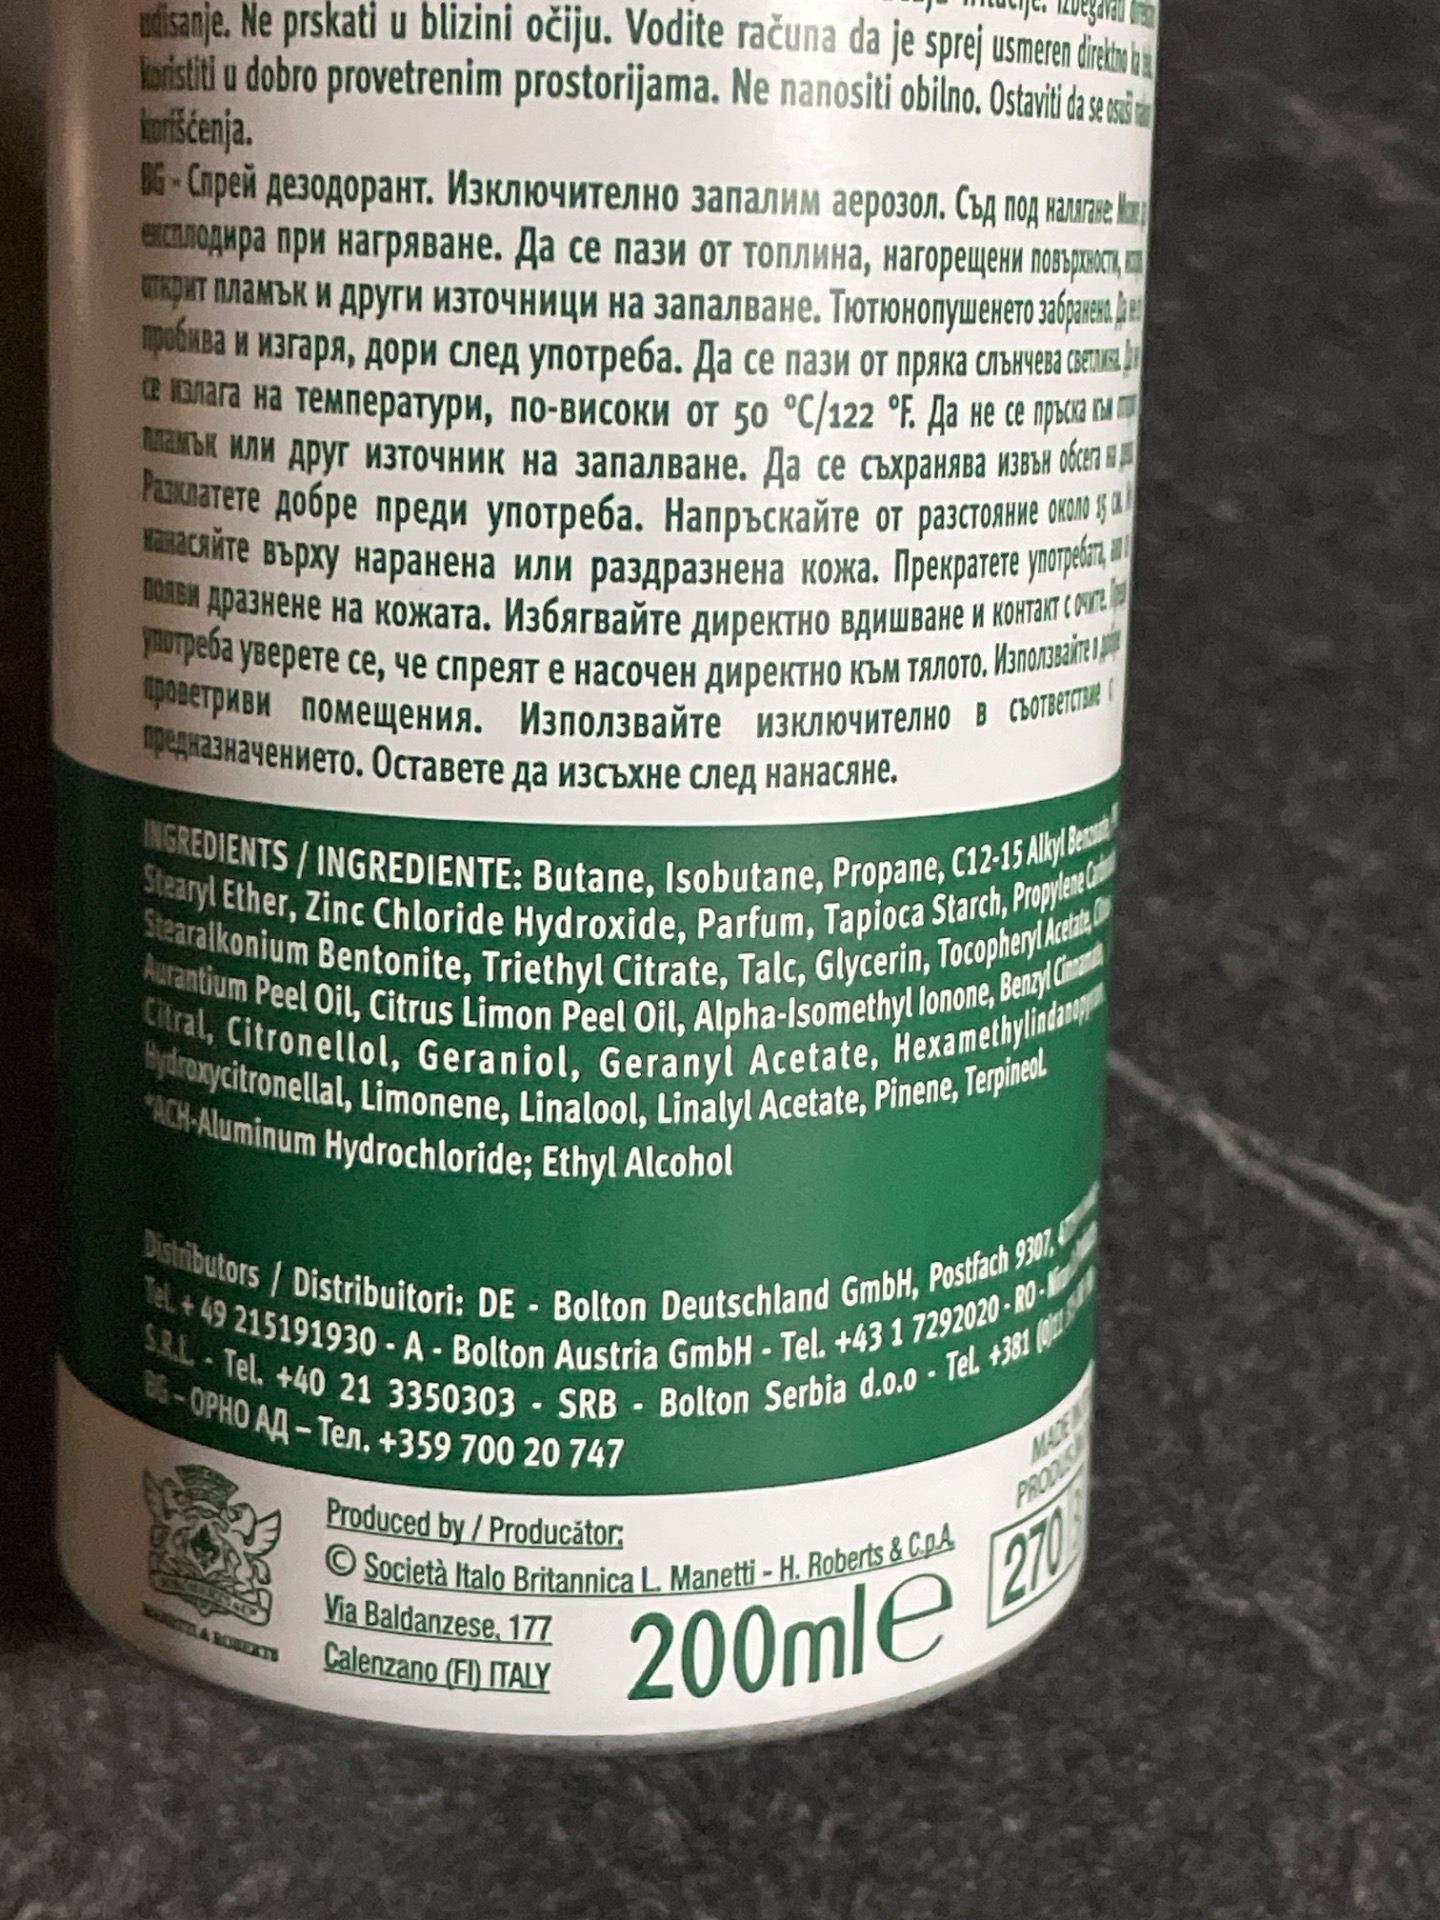 udisanje. Ne prskati u blizini očiju. Vodite računa da je sprej usmeren direktno ka
koristiti u dobro provetrenim prostorijama. Ne nanositi obilno. Ostaviti da se osuši
korišćenja.
BG - Спрей дезодорант. Изключително запалим аерозол. Съд под налягане:
експлодира при нагряване. Да се пази от топлина, нагорещени повърхности,
открит пламък и други източници на запалване. Тютюнопушенето забранено.
пробива и изгаря, дори след употреба. Да се пази от пряка слънчева светлина.
се излага на температури, по-високи от 50 °C/122 °F. Да не се пръска към
пламък или друг източник на запалване. Да се съхранява извън обсега на
Разклатете добре преди употреба. Напръскайте от разстояние около 15 см.
нанасяйте върху наранена или раздразнена кожа. Прекратете употребата,
появи дразнене на кожата. Избягвайте директно вдишване и контакт с очите.
употреба уверете се, че спреят е насочен директно към тялото. Използвайте в
проветриви помещения. Използвайте изключително в съответствие с
предназначението. Оставете да изсъхне след нанасяне.
INGREDIENTS / INGREDIENTE: Butane, Isobutane, Propane, C12-15 Alkyl Benzoate,
Stearyl Ether, Zinc Chloride Hydroxide, Parfum, Tapioca Starch, Propylene
Stearalkonium Bentonite, Triethyl Citrate, Talc, Glycerin, Tocopheryl Acetate,
Aurantium Peel Oil, Citrus Limon Peel Oil, Alpha-Isomethyl Ionone, Benzyl
Citral, Citronellol, Geraniol, Geranyl Acetate, Hexamethylindanopyran,
Hydroxycitronellal, Limonene, Linalool, Linalyl Acetate, Pinene, Terpineol.
*ACH-Aluminum Hydrochloride; Ethyl Alcohol
Distributors / Distribuitori: DE - Bolton Deutschland GmbH, Postfach 9307,
Tel. + 49 215191930 - A - Bolton Austria GmbH - Tel. +43 1 7292020 - RO -
S.R.L. - Tel. +40 21 3350303 - SRB - Bolton Serbia d.o.o - Tel. +381
BG - ОРНО АД – Тел. +359 700 20 747
MADE
Produced by / Producător:
© Società Italo Britannica L. Manetti - H. Roberts & C.p.A.
Via Baldanzese, 177
Calenzano (FI) ITALY
200ml e
270
MANETTI & ROBERTS